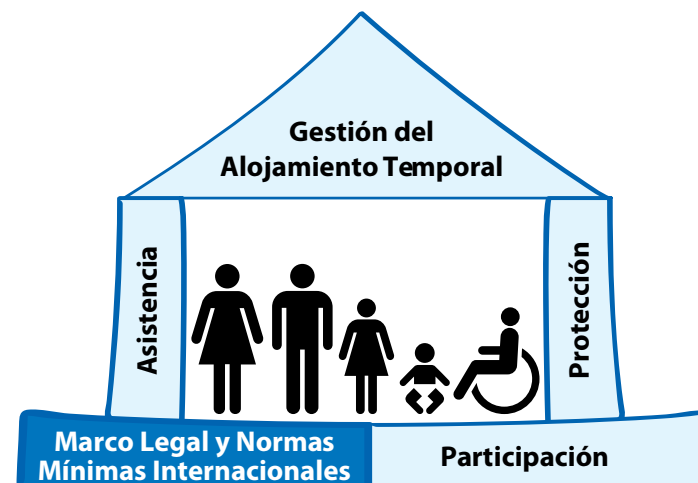 Gestión del
Alojamiento Temporal
Asistencia
Protección
Marco Legal y Normas
Mínimas Internacionales
Participación